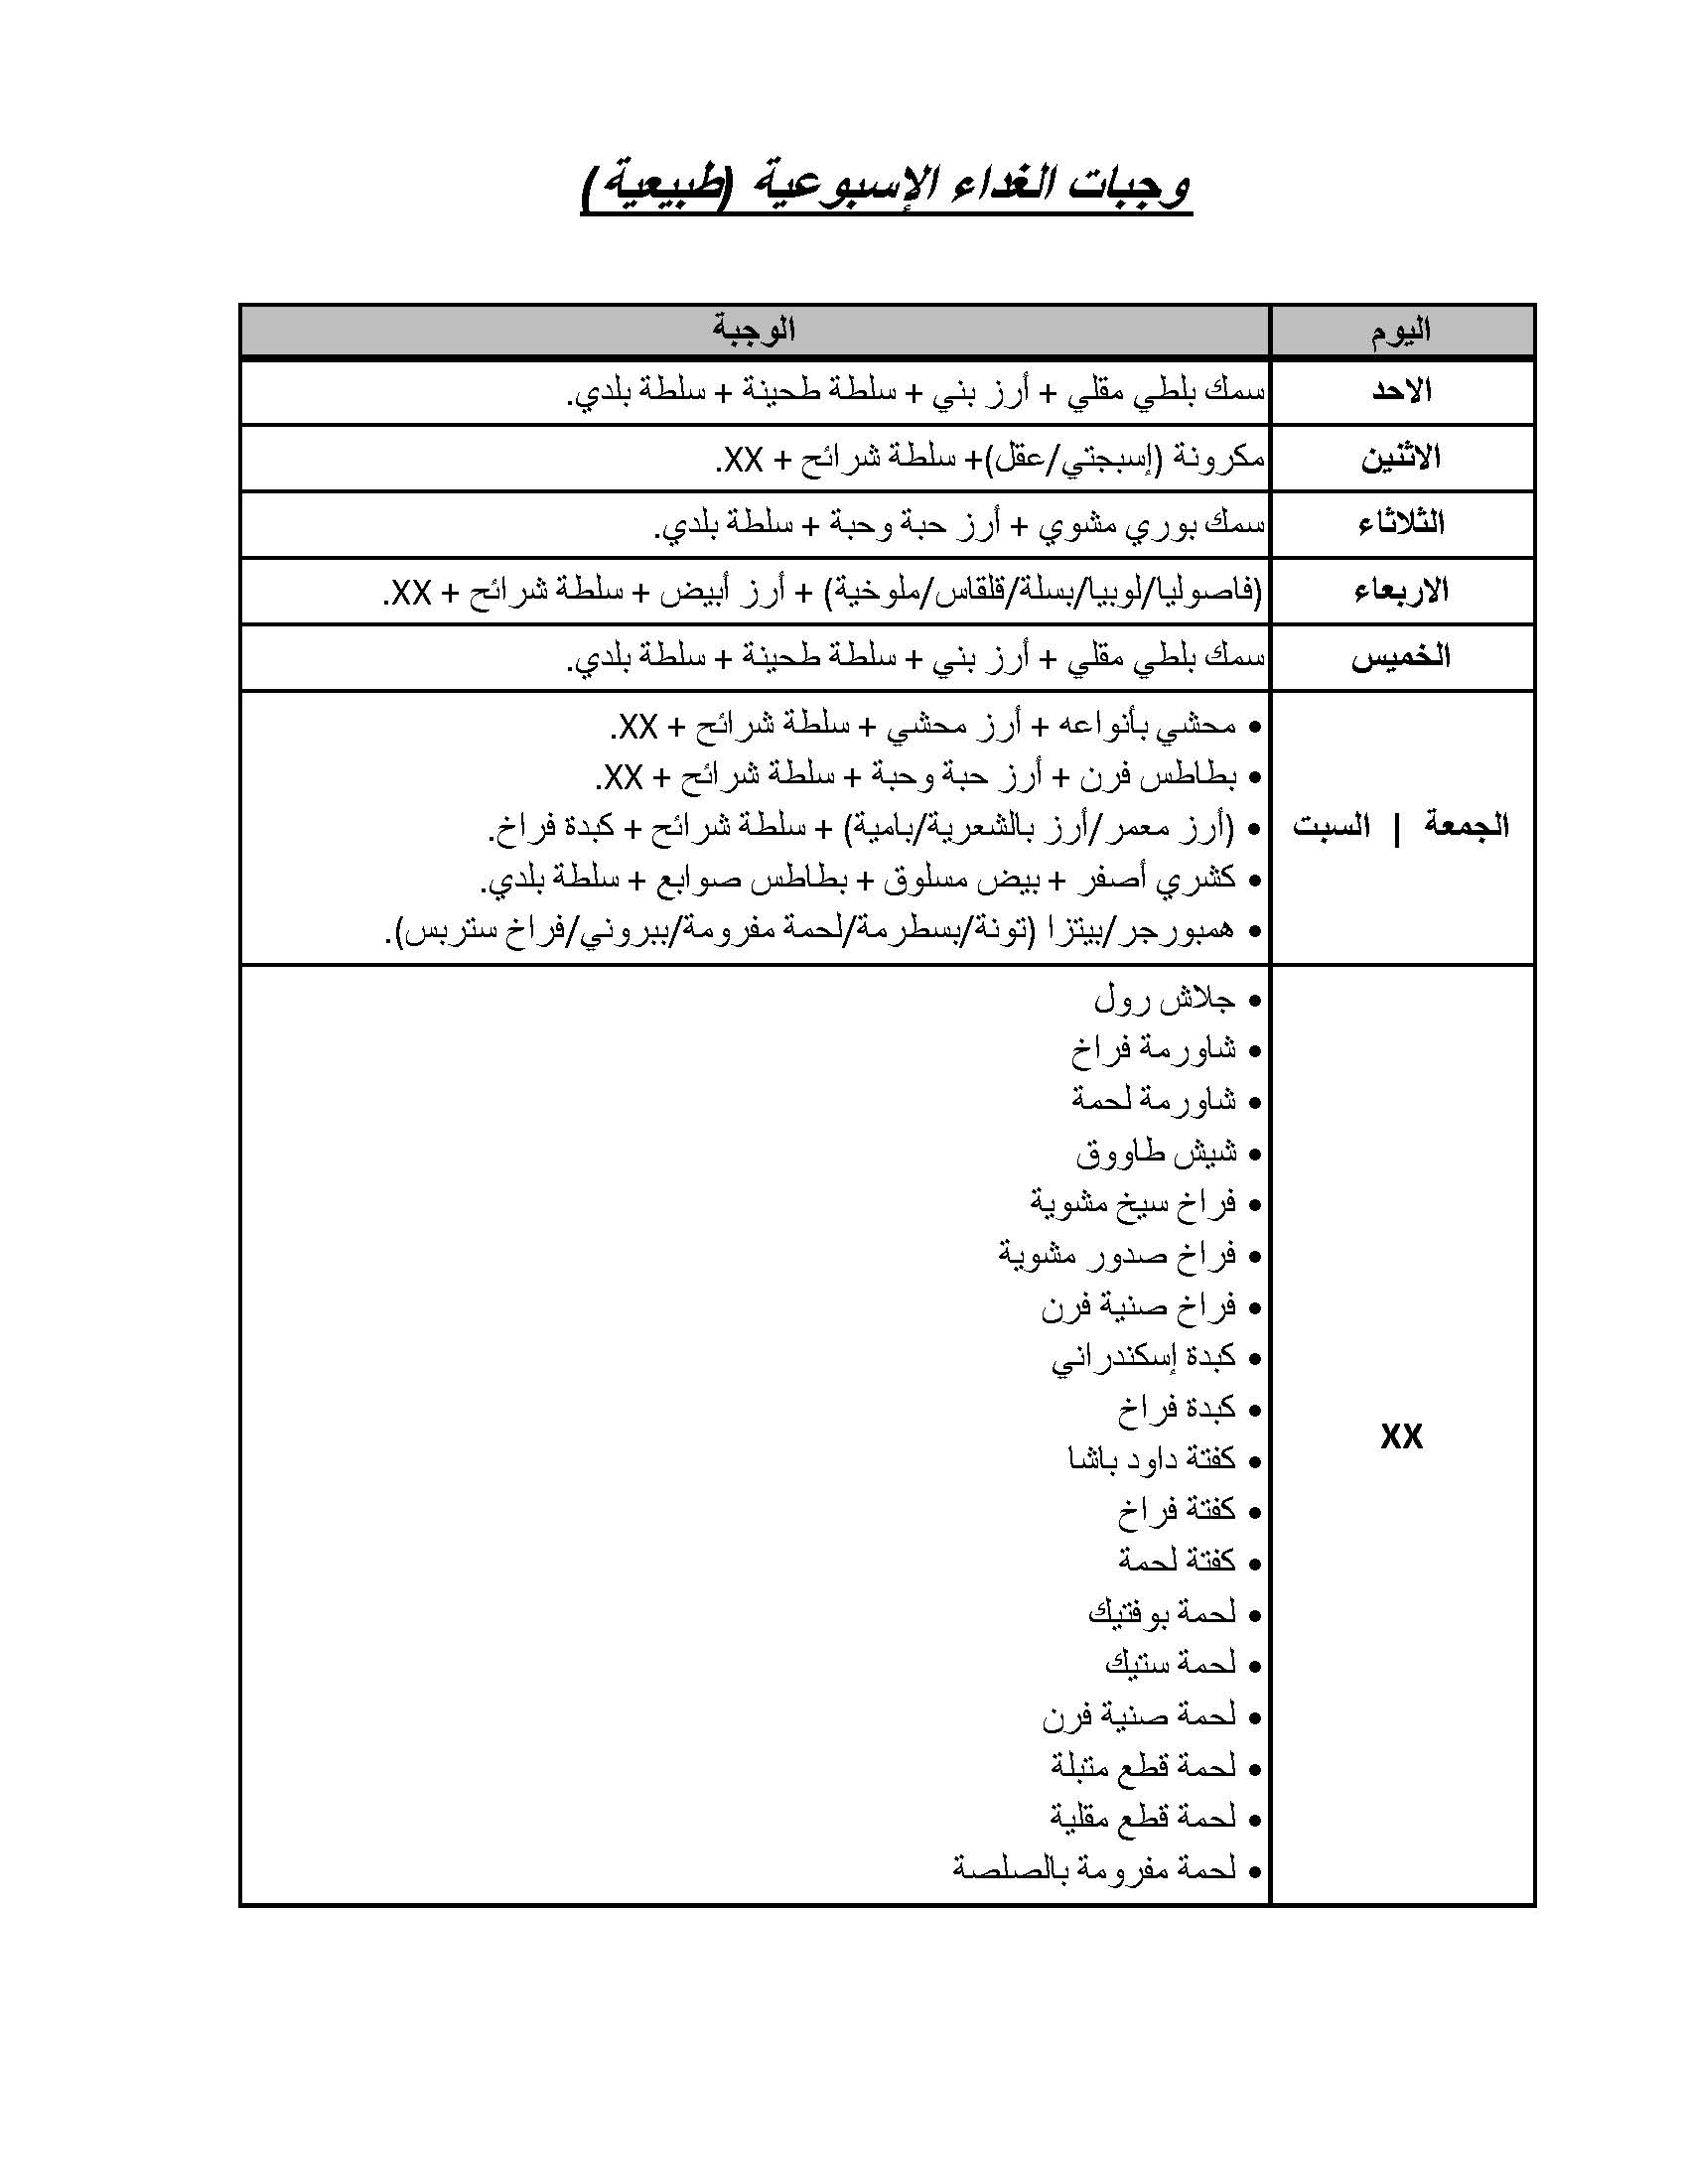 وجبات الغداء الإسبوعية (طبيعية)
اليوم الوجبة
الاحد سمك بلطي مقلي + أرز بني + سلطة طحينة + سلطة بلدي.
الاثنين مكرونة (إسبجتي/عقل)+ سلطة شرائح + XX.
الثلاثاء سمك بوري مشوي + أرز حبة وحبة + سلطة بلدي.
الاربعاء (فاصوليا/لوبيا/بسلة/قلقاس/ملوخية) + أرز أبيض + سلطة شرائح + XX.
الخميس سمك بلطي مقلي + أرز بني + سلطة طحينة + سلطة بلدي.
الجمعة | السبت
• محشي بأنواعه + أرز محشي + سلطة شرائح + XX.
• بطاطس فرن + أرز حبة وحبة + سلطة شرائح + XX.
• (أرز معمر/أرز بالشعرية/بامية) + سلطة شرائح + كبدة فراخ.
• كشري أصفر + بيض مسلوق + بطاطس صوابع + سلطة بلدي.
• همبورجر/بيتزا (تونة/بسطرمة/لحمة مفرومة/ببروني/فراخ ستربس).
XX
• جلاش رول
• شاورمة فراخ
• شاورمة لحمة
• شيش طاووق
• فراخ سيخ مشوية
• فراخ صدور مشوية
• فراخ صنية فرن
• كبدة إسكندراني
• كبدة فراخ
• كفتة داود باشا
• كفتة فراخ
• كفتة لحمة
• لحمة بوفتيك
• لحمة ستيك
• لحمة صنية فرن
• لحمة قطع متبلة
• لحمة قطع مقلية
• لحمة مفرومة بالصلصة